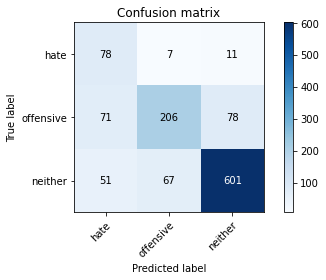 Confusion matrix
hate 78 7 11
offensive 71 206 78
neither 51 67 601
True label
hate offensive neither
Predicted label
600
500
400
300
200
100